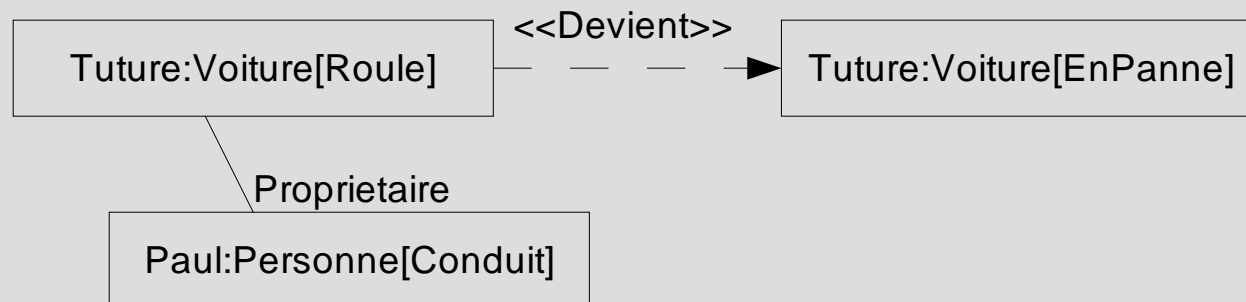 <<Devient>>
Tuture:Voiture[Roule]
Tuture:Voiture[EnPanne]
Proprietaire
Paul:Personne[Conduit]